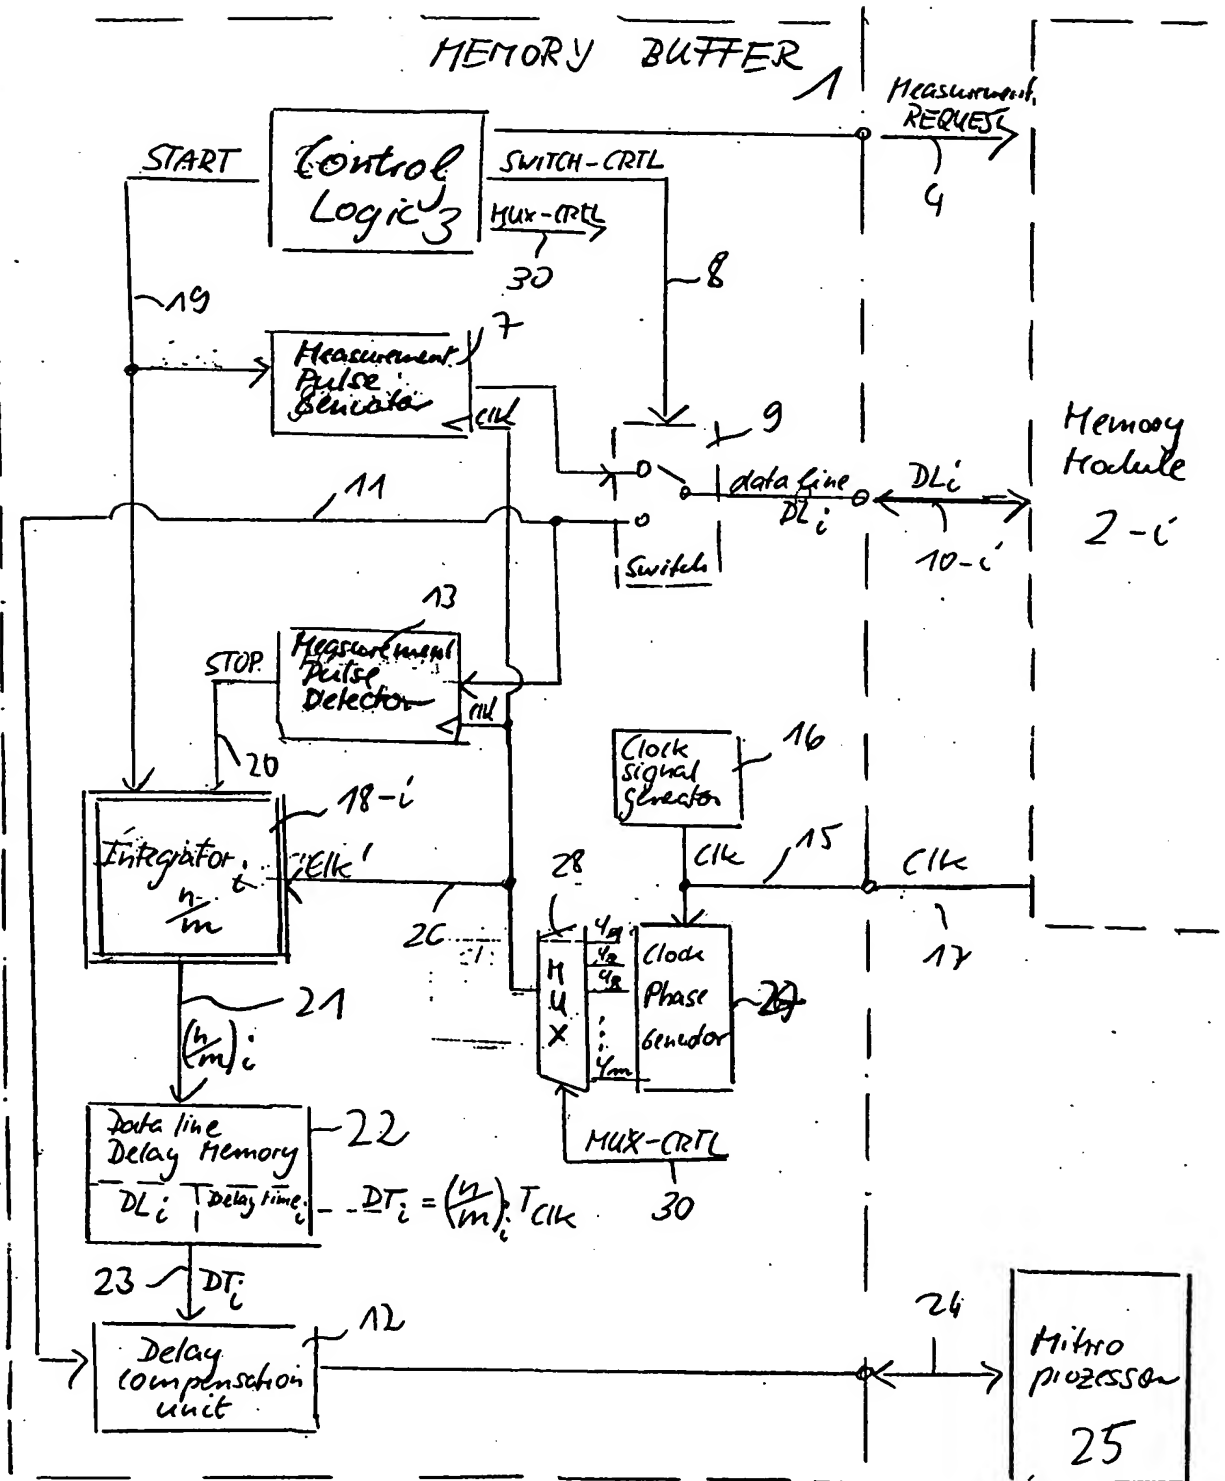 MEMORY BUFFER
1
Measurement
REQUEST
4
START
Control
Logic 3
SWITCH-CRTL
MUX-CRTL
30
8
19
7
Measurement
Pulse
Generator
Clk
9
11
data line
DLi
DLi
10-i
Memory
Module
2-i
Switch
13
Measurement
Pulse
Detector
Clk
STOP
20
Clock
signal
generator
16
18-i
Integrator i
n/m
Clk'
26
28
Clk
15
Clk
17
MUX
φm
Clock
Phase
Generator
21
(n/m)i
MUX-CRTL
30
Data line
Delay Memory
22
DLi
Delay time i
DTi = (n/m)i TClk
23
DTi
12
Delay
compensation
unit
24
Mikro
prozessor
25